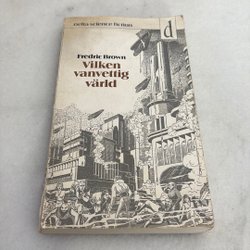 delta science fiction
d
Fredric Brown
Vilken
vanvettig
värld